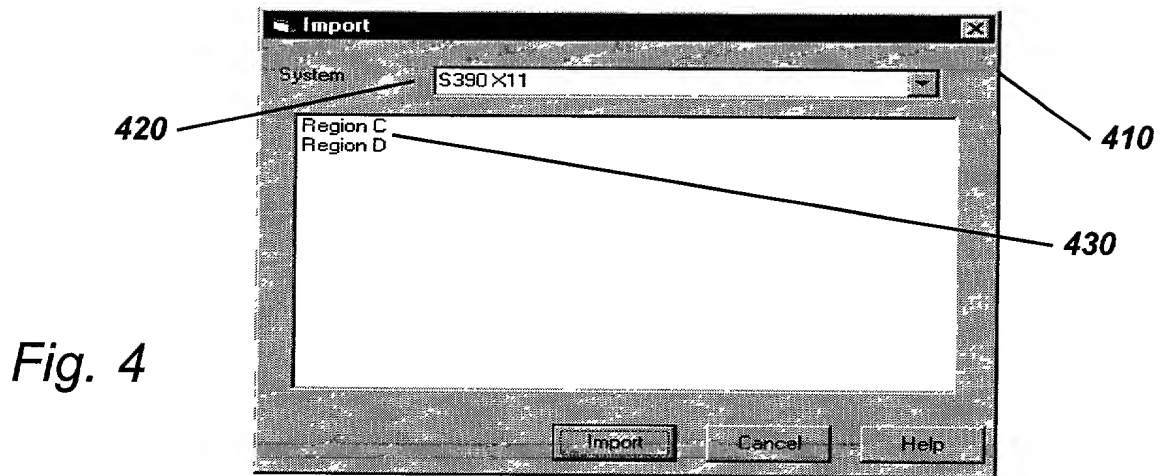 Import
System
S390 X11
420
410
Region C
Region D
430
Fig. 4
Import
Cancel
Help